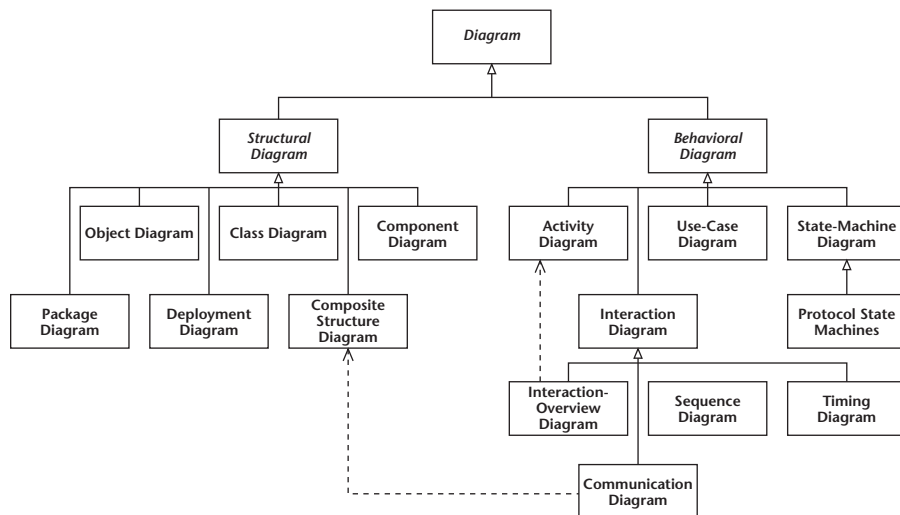 Diagram
Structural
Diagram
Behavioral
Diagram
Object Diagram
Class Diagram
Component
Diagram
Activity
Diagram
Use-Case
Diagram
State-Machine
Diagram
Package
Diagram
Deployment
Diagram
Composite
Structure
Diagram
Interaction
Diagram
Protocol State
Machines
Interaction-
Overview
Diagram
Sequence
Diagram
Timing
Diagram
Communication
Diagram